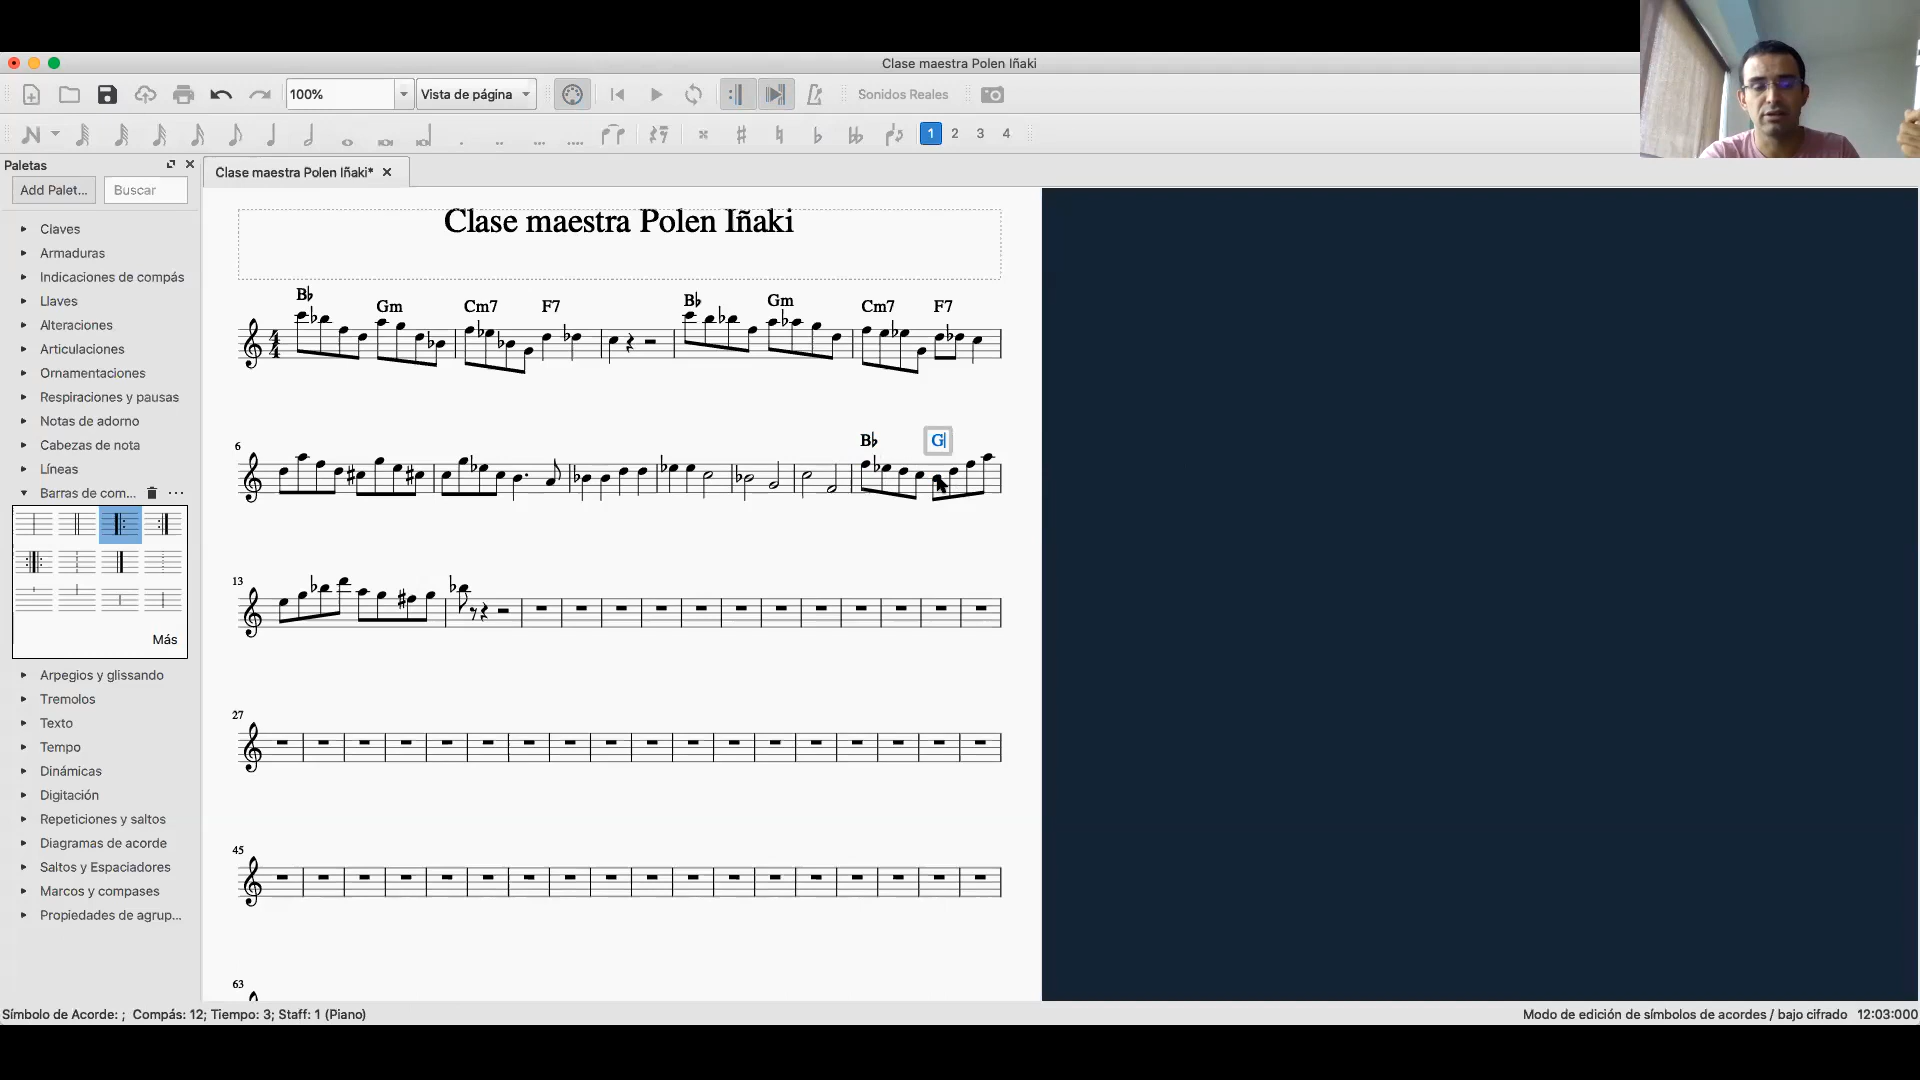 Clase maestra Polen Iñaki
100%
Vista de página
Sonidos Reales
1 2 3 4
Paletas
Add Palet...
Buscar
Clase maestra Polen Iñaki*
Claves
Armaduras
Indicaciones de compás
Llaves
Alteraciones
Articulaciones
Ornamentaciones
Respiraciones y pausas
Notas de adorno
Cabezas de nota
Líneas
Barras de com...
Más
Arpegios y glissando
Tremolos
Texto
Tempo
Dinámicas
Digitación
Repeticiones y saltos
Diagramas de acorde
Saltos y Espaciadores
Marcos y compases
Propiedades de agrup...
Clase maestra Polen Iñaki
B♭ Gm Cm7 F7 B♭ Gm Cm7 F7
6 B♭ G
13
27
45
63
Símbolo de Acorde: ; Compás: 12; Tiempo: 3; Staff: 1 (Piano)
Modo de edición de símbolos de acordes / bajo cifrado 12:03:000